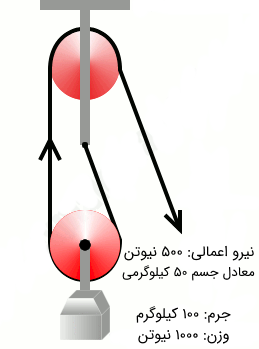 نیرو اعمالی: ۵۰۰ نیوتن
معادل جسم ۵۰ کیلوگرمی
جرم: ۱۰۰ کیلوگرم
وزن: ۱۰۰۰ نیوتن